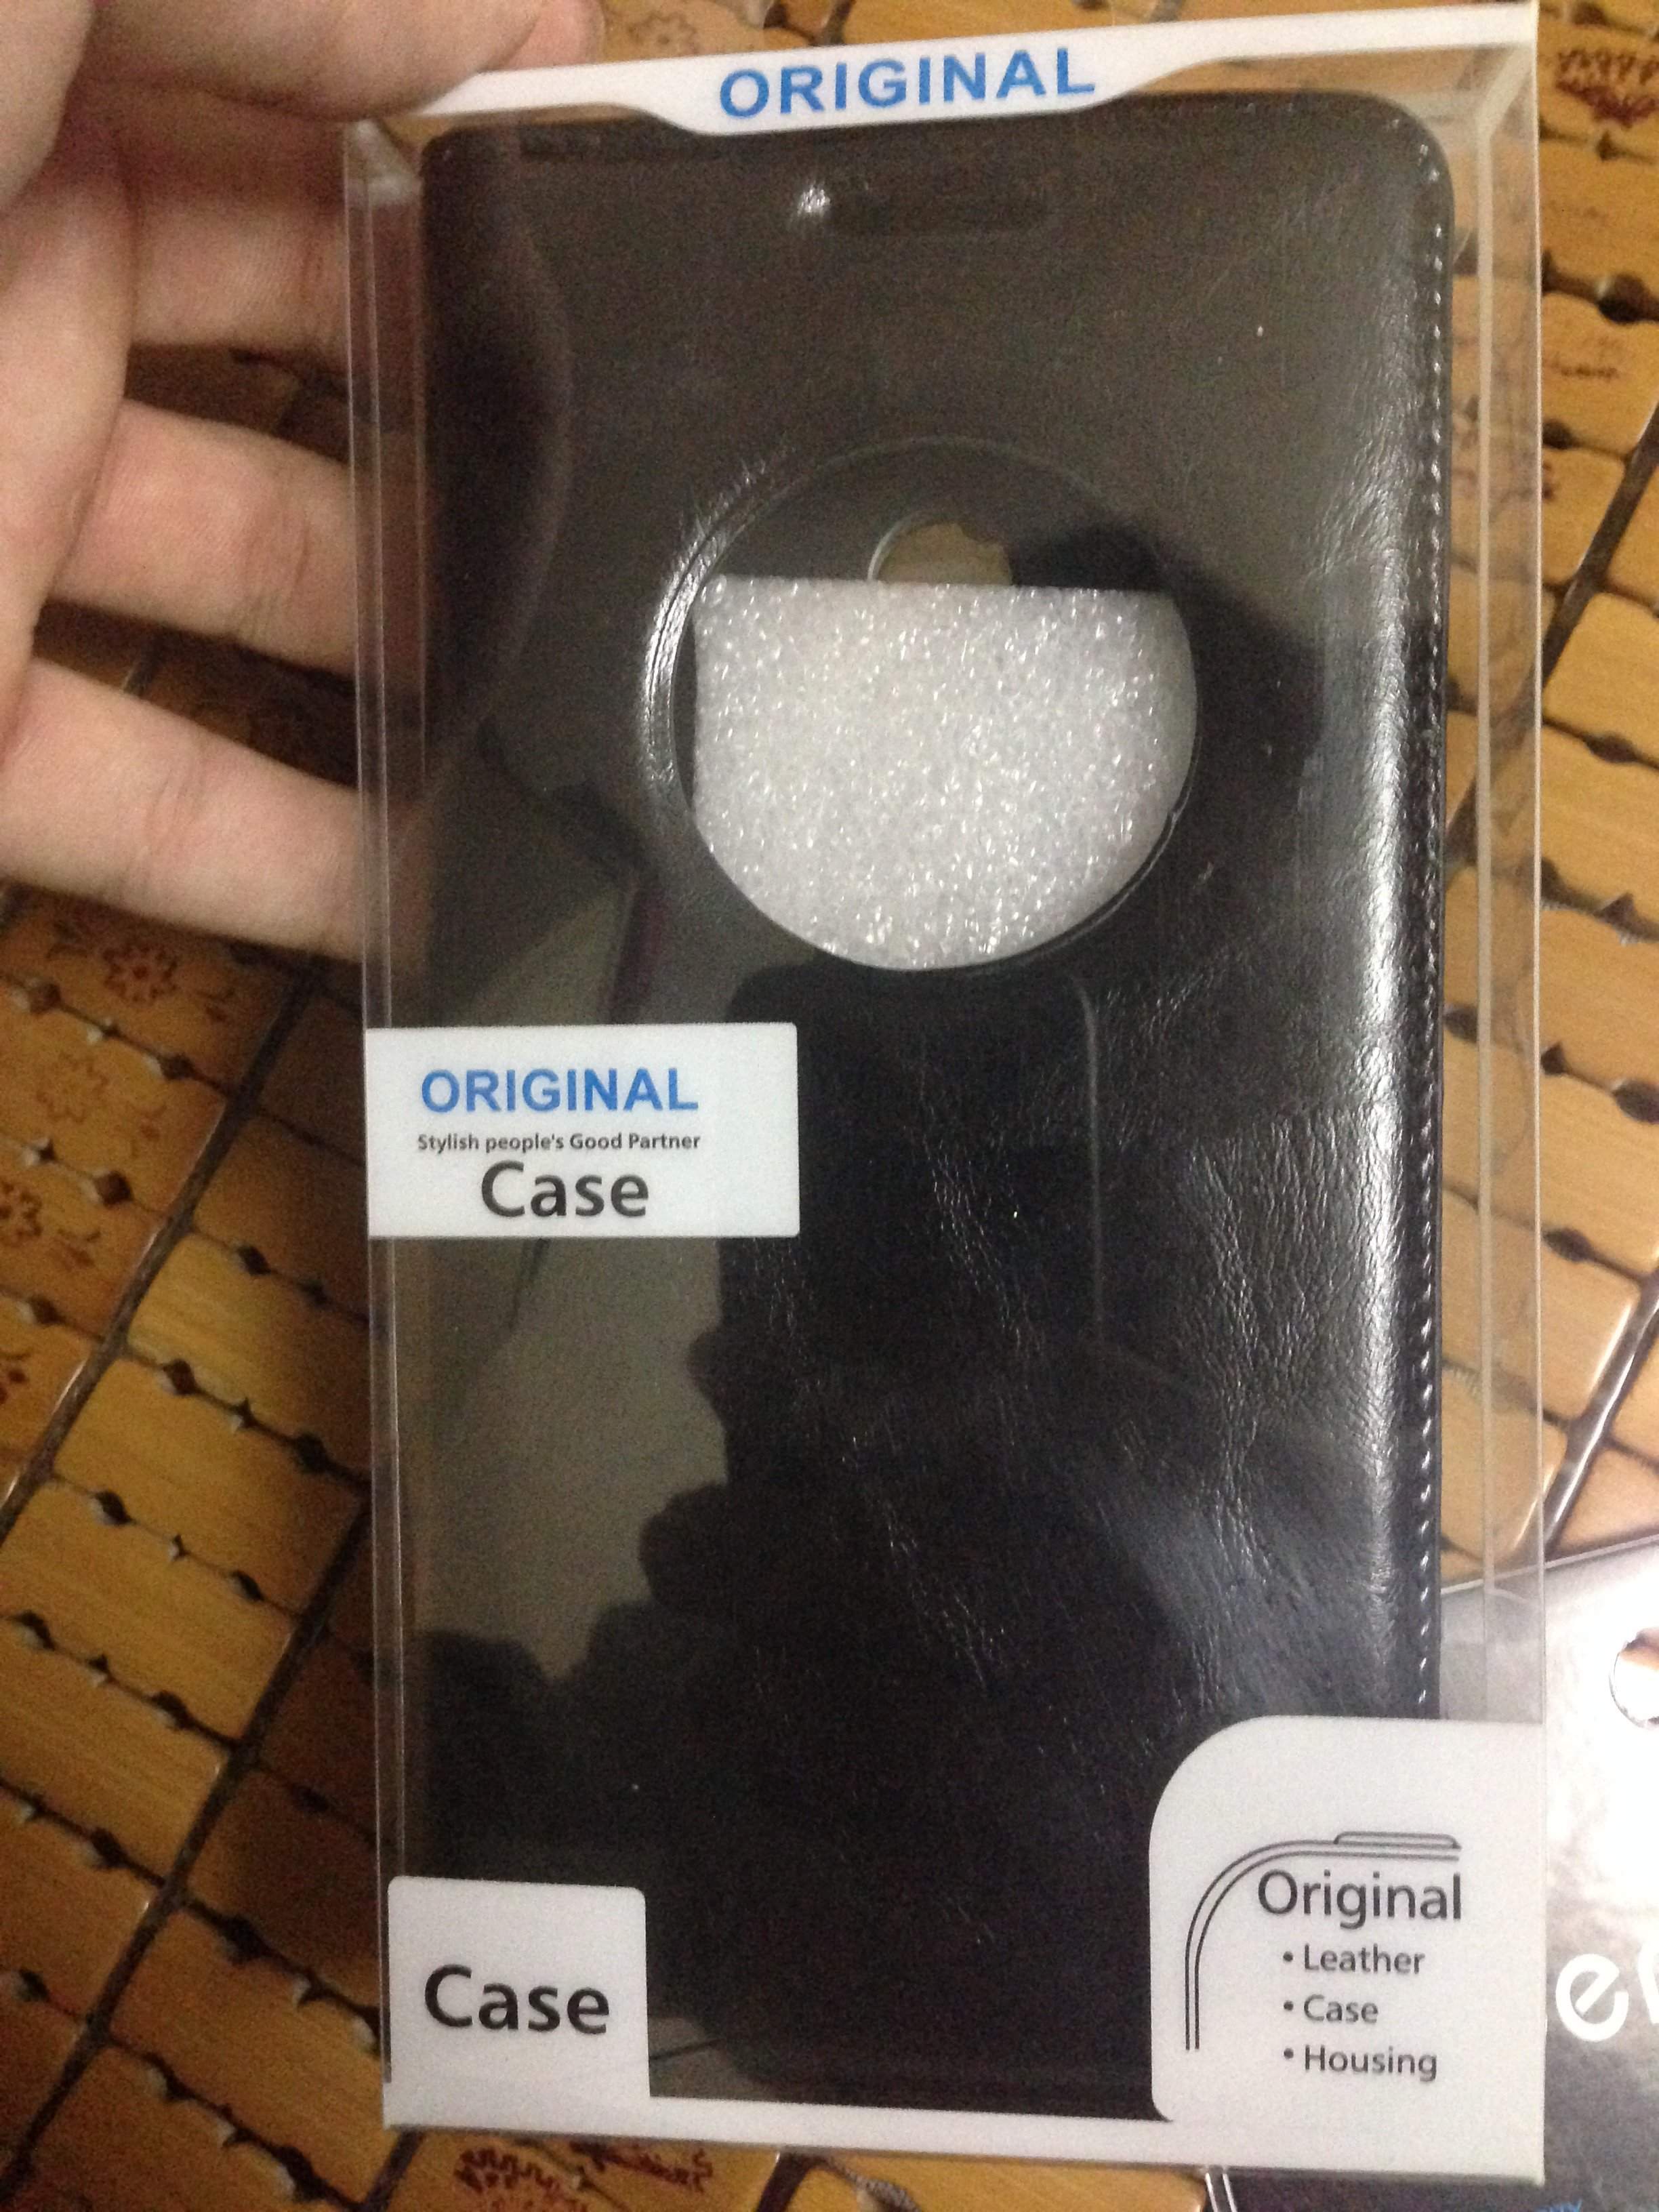 ORIGINAL
ORIGINAL
Stylish people's Good Partner
Case
Case
Original
• Leather
• Case
• Housing